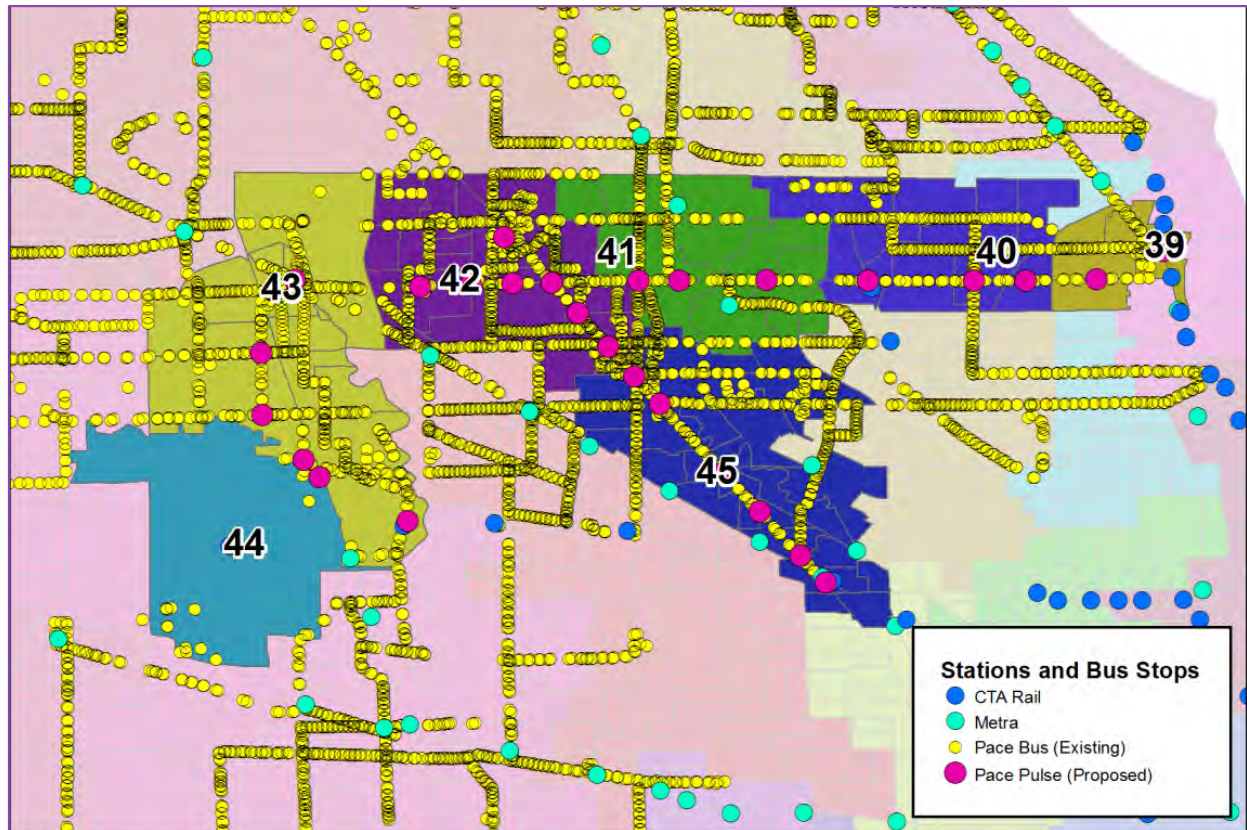 39
41
40
43
42
45
44
Stations and Bus Stops
CTA Rail
Metra
Pace Bus (Existing)
Pace Pulse (Proposed)